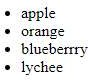 • apple
• orange
• blueberrry
• lychee